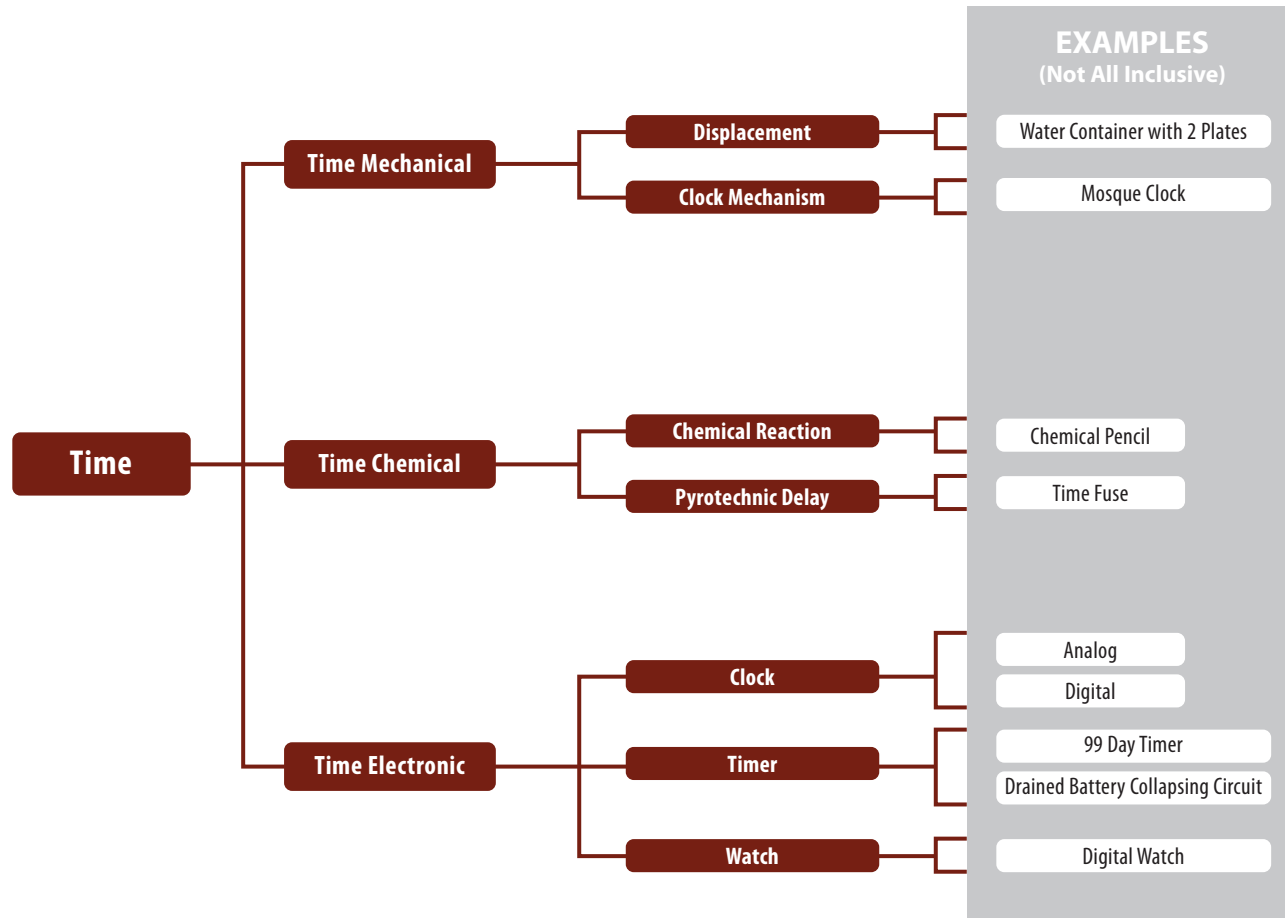 EXAMPLES
(Not All Inclusive)
Time
Time Mechanical
Displacement
Water Container with 2 Plates
Clock Mechanism
Mosque Clock
Time Chemical
Chemical Reaction
Chemical Pencil
Pyrotechnic Delay
Time Fuse
Time Electronic
Clock
Analog
Digital
Timer
99 Day Timer
Drained Battery Collapsing Circuit
Watch
Digital Watch